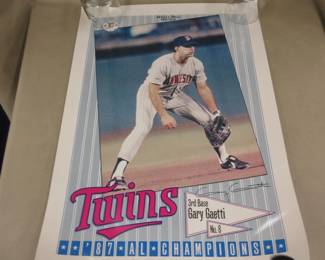 Twins
3rd Base
Gary Gaetti
No. 8
'87 AL CHAMPIONS